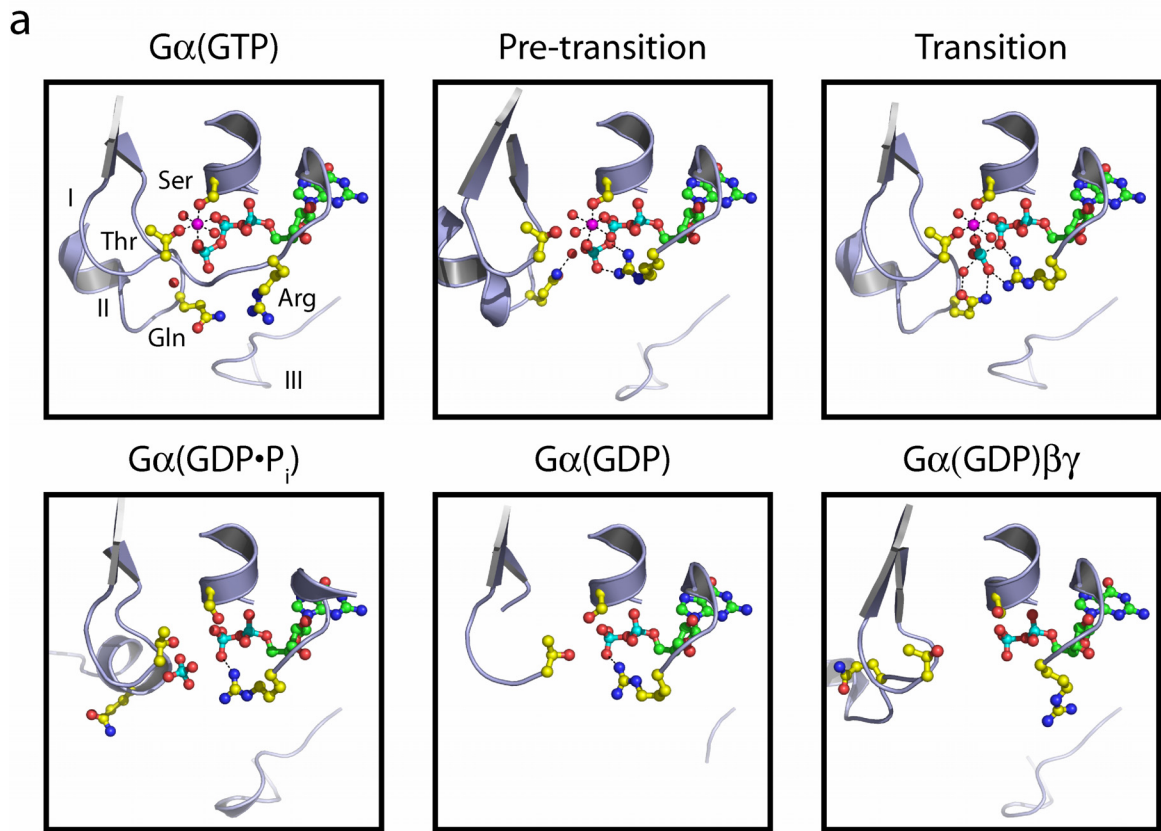 a
Gα(GTP)
Pre-transition
Transition
I
Ser
Thr
II
Gln
Arg
III
Gα(GDP•Pi)
Gα(GDP)
Gα(GDP)βγ